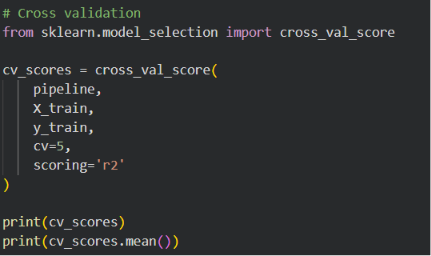 # Cross validation
from sklearn.model_selection import cross_val_score
cv_scores = cross_val_score(
    pipeline,
    X_train,
    y_train,
    cv=5,
    scoring='r2'
)
print(cv_scores)
print(cv_scores.mean())